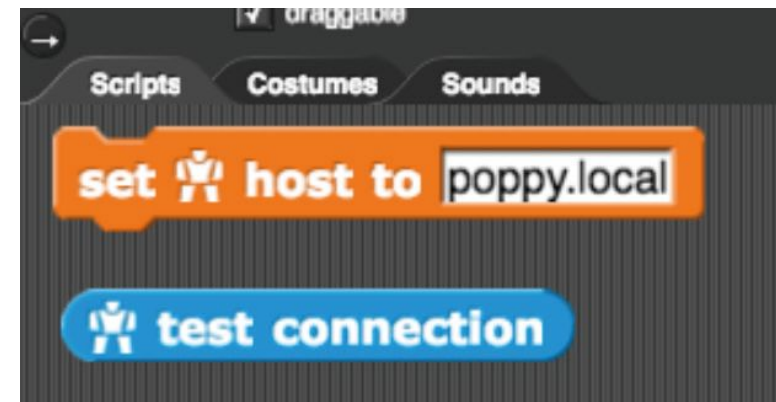 draggable
Scripts Costumes Sounds
set host to poppy.local
test connection